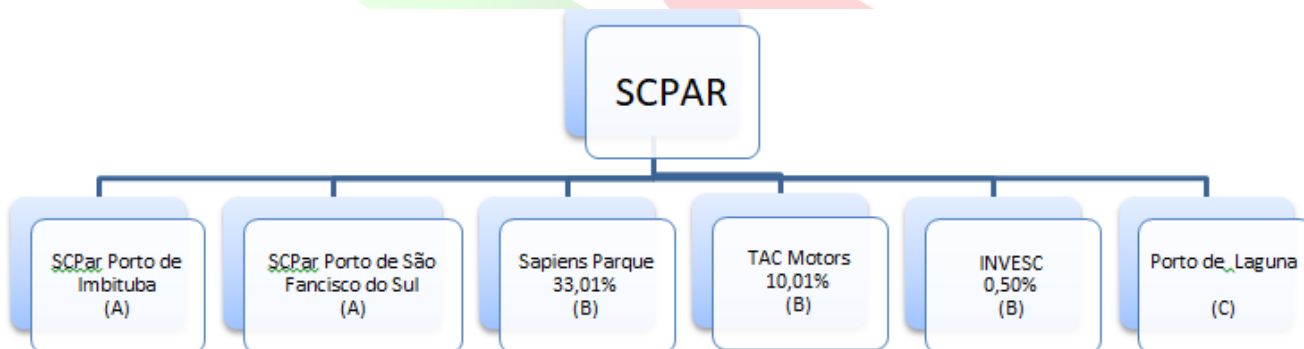 SCPAR
SCPar Porto de
Imbituba
(A)
SCPar Porto de São
Fancisco do Sul
(A)
Sapiens Parque
33,01%
(B)
TAC Motors
10,01%
(B)
INVESC
0,50%
(B)
Porto de Laguna
(C)